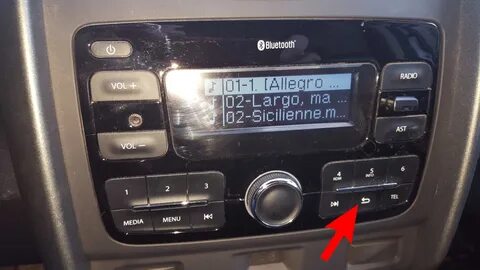 Bluetooth
VOL +
01-1. [Allegro ...
02-Largo, ma ...
02-Sicilienne.m
RADIO
VOL −
AST
1 2 3
4 5 6
INFO
MEDIA MENU
TEL